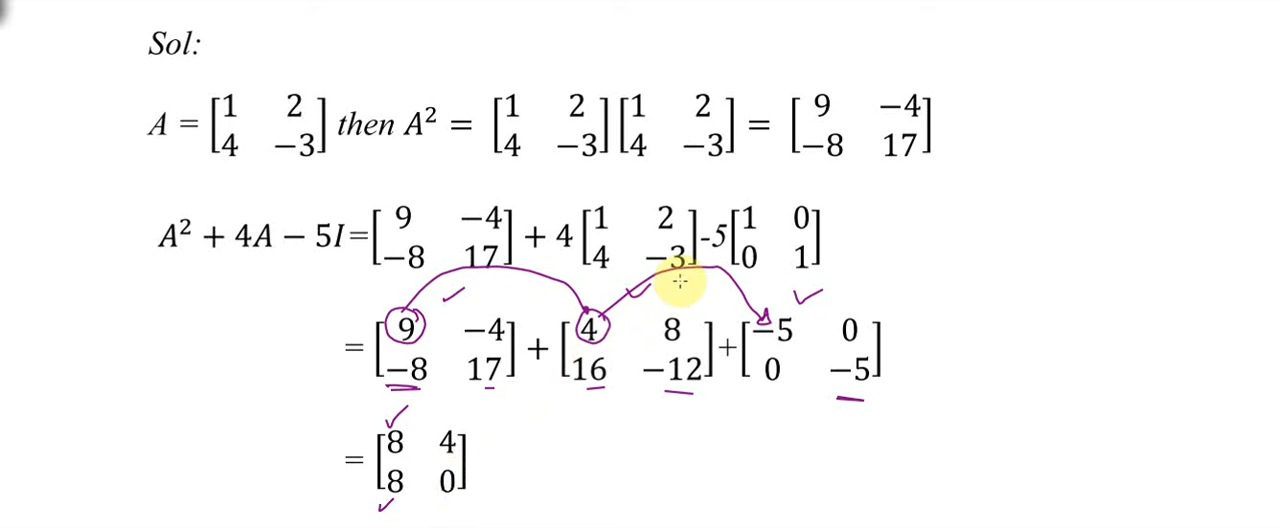 Sol:
A = [1 2; 4 −3] then A² = [1 2; 4 −3][1 2; 4 −3] = [9 −4; −8 17]
A² + 4A − 5I=[9 −4; −8 17] + 4[1 2; 4 −3]-5[1 0; 0 1]
= [9 −4; −8 17] + [4 8; 16 −12]+[−5 0; 0 −5]
= [8 4; 8 0]